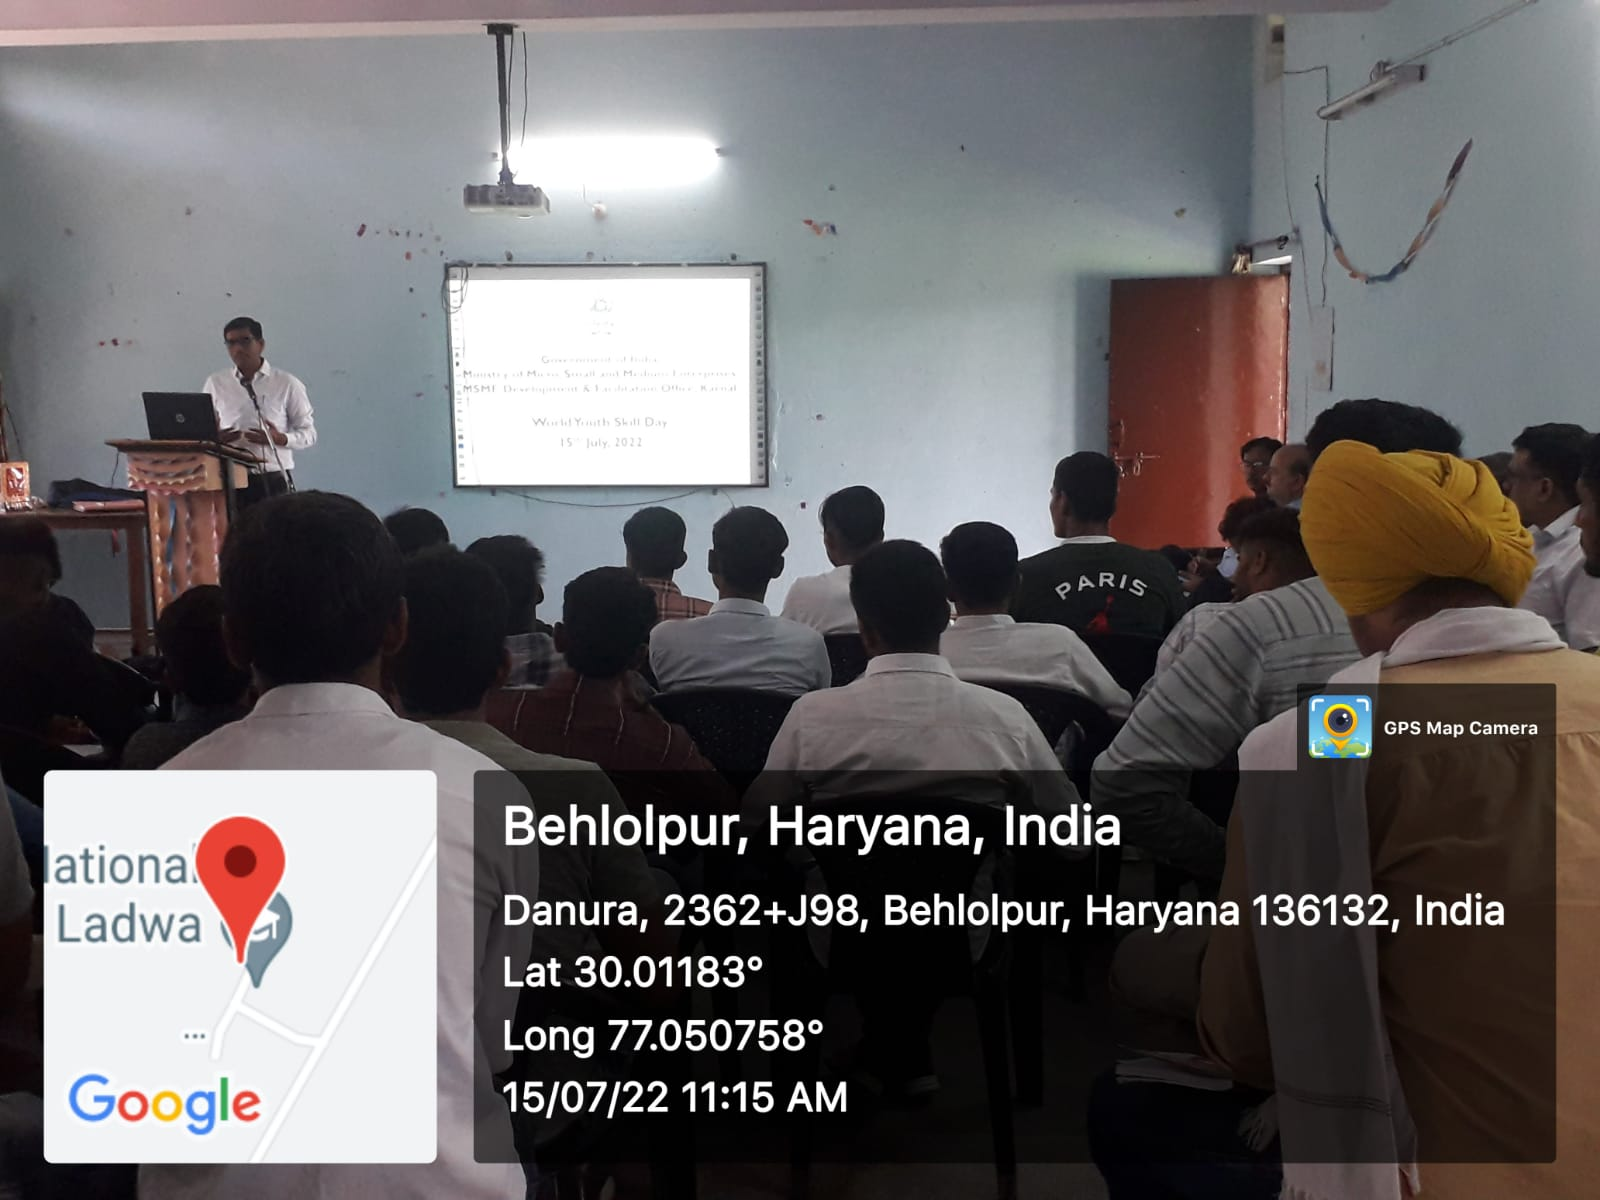 Government of India
Ministry of Micro Small and Medium Enterprises
MSME Development & Facilitation Office, Karnal
World Youth Skill Day
15th July, 2022
PARIS
GPS Map Camera
National
Ladwa
...
Google
Behlolpur, Haryana, India
Danura, 2362+J98, Behlolpur, Haryana 136132, India
Lat 30.01183°
Long 77.050758°
15/07/22 11:15 AM